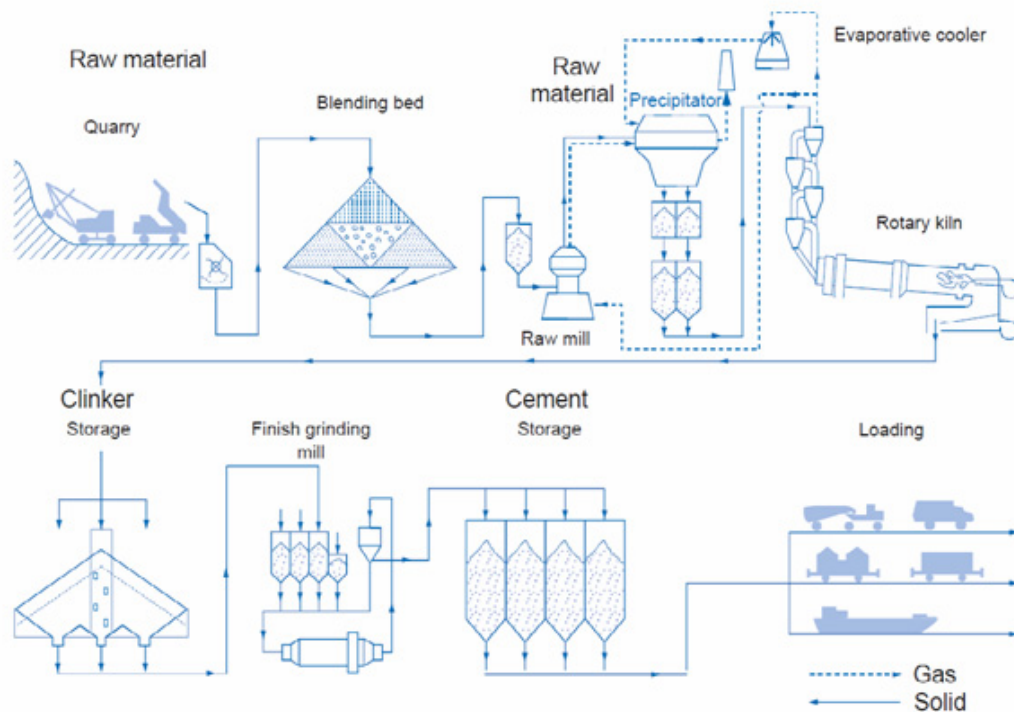 Raw material
Quarry
Blending bed
Raw
material
Precipitator
Evaporative cooler
Rotary kiln
Raw mill
Clinker
Storage
Finish grinding
mill
Cement
Storage
Loading
Gas
Solid